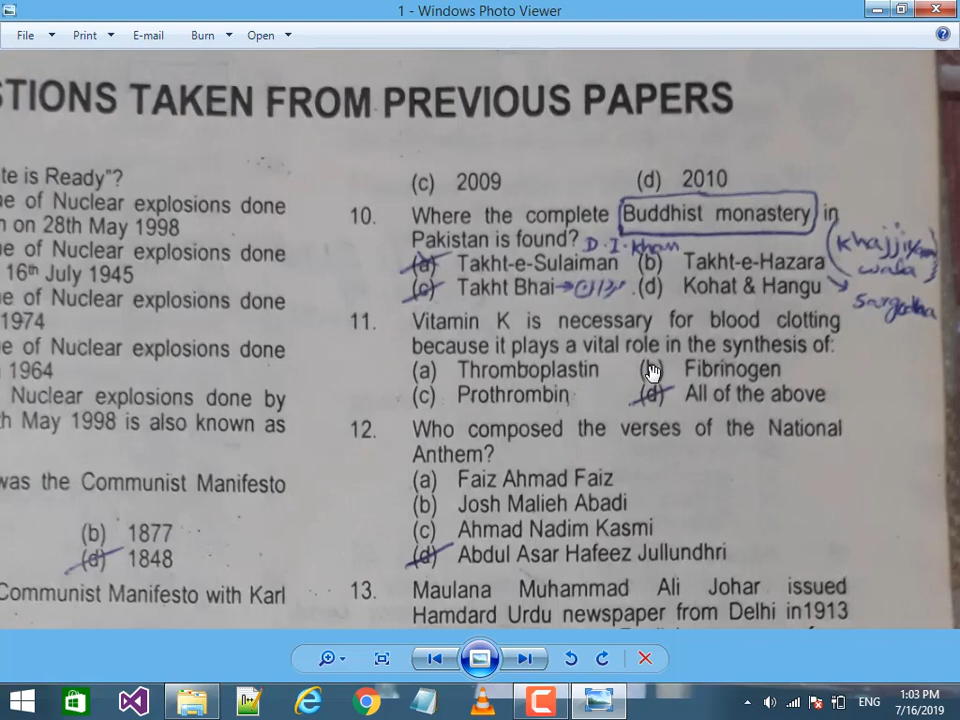 1 - Windows Photo Viewer
File Print E-mail Burn Open
STIONS TAKEN FROM PREVIOUS PAPERS
te is Ready"?
e of Nuclear explosions done
n on 28th May 1998
e of Nuclear explosions done
16th July 1945
e of Nuclear explosions done
1974
e of Nuclear explosions done
1964
Nuclear explosions done by
th May 1998 is also known as
was the Communist Manifesto
(b) 1877
(d) 1848
Communist Manifesto with Karl
(c) 2009 (d) 2010
10. Where the complete Buddhist monastery in
Pakistan is found? D.I.Khan
(a) Takht-e-Sulaiman (b) Takht-e-Hazara
(c) Takht Bhai (d) Kohat & Hangu
wala
Sargodha
11. Vitamin K is necessary for blood clotting
because it plays a vital role in the synthesis of:
(a) Thromboplastin (b) Fibrinogen
(c) Prothrombin (d) All of the above
12. Who composed the verses of the National
Anthem?
(a) Faiz Ahmad Faiz
(b) Josh Malieh Abadi
(c) Ahmad Nadim Kasmi
(d) Abdul Asar Hafeez Jullundhri
13. Maulana Muhammad Ali Johar issued
Hamdard Urdu newspaper from Delhi in1913
ENG
1:03 PM
7/16/2019